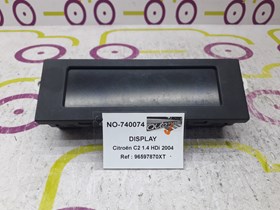 NO-740074
DISPLAY
Citroën C2 1.4 HDi 2004
Ref : 96597870XT